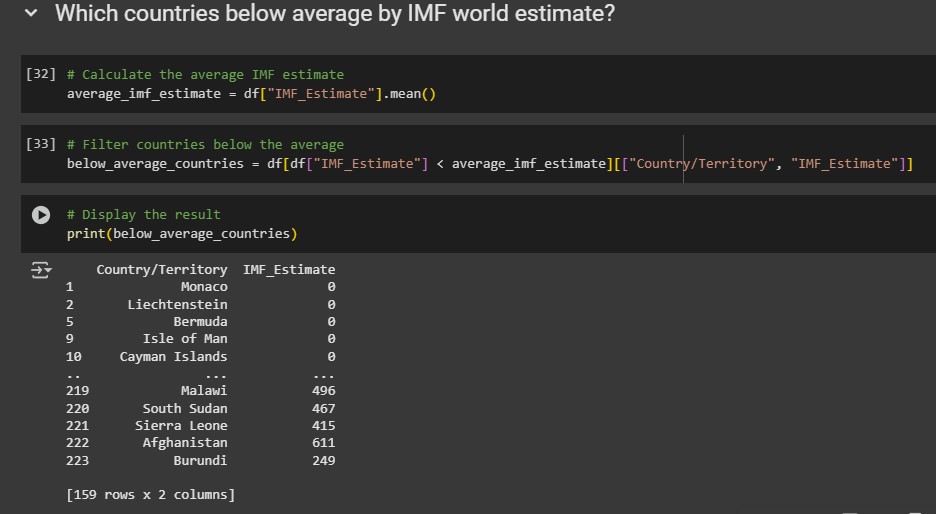 Which countries below average by IMF world estimate?
[32] # Calculate the average IMF estimate
average_imf_estimate = df["IMF_Estimate"].mean()
[33] # Filter countries below the average
below_average_countries = df[df["IMF_Estimate"] < average_imf_estimate][["Country/Territory", "IMF_Estimate"]]
# Display the result
print(below_average_countries)
Country/Territory IMF_Estimate
1 Monaco 0
2 Liechtenstein 0
5 Bermuda 0
9 Isle of Man 0
10 Cayman Islands 0
.. ... ...
219 Malawi 496
220 South Sudan 467
221 Sierra Leone 415
222 Afghanistan 611
223 Burundi 249
[159 rows x 2 columns]